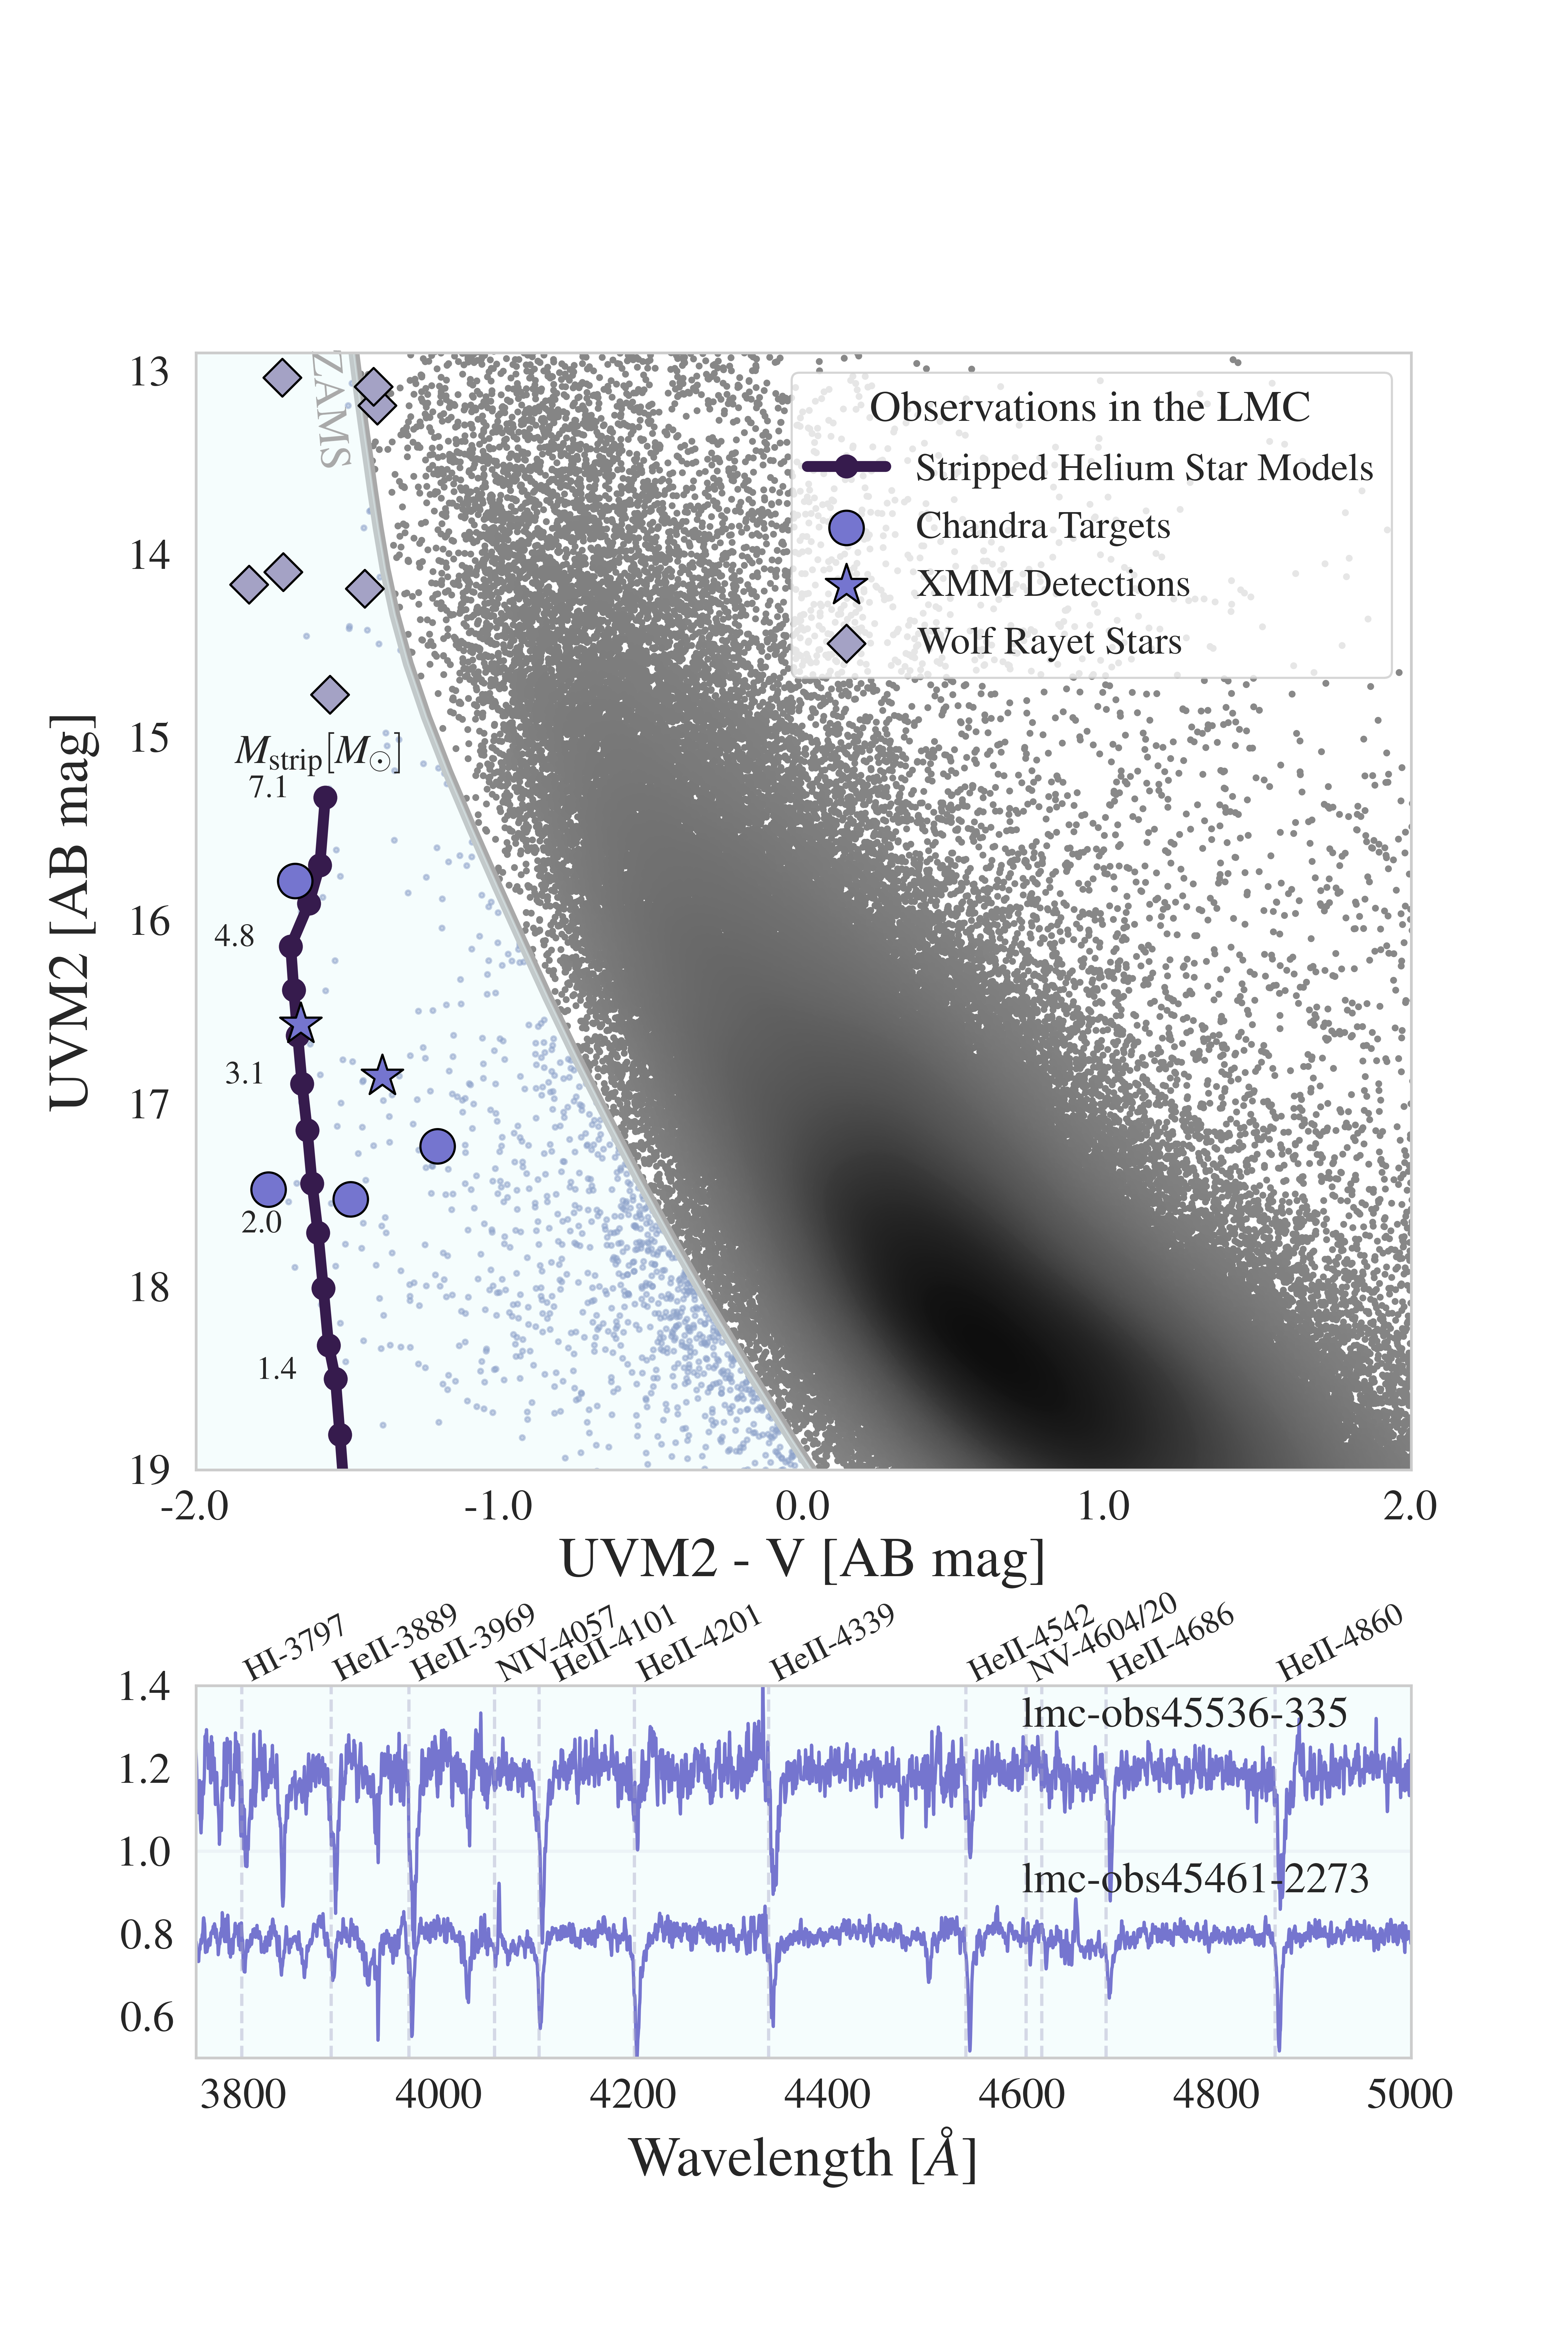 13
14
15
16
17
18
19
UVM2 [AB mag]
ZAMS
Observations in the LMC
Stripped Helium Star Models
Chandra Targets
XMM Detections
Wolf Rayet Stars
M_strip[M_⊙]
7.1
4.8
3.1
2.0
1.4
-2.0 -1.0 0.0 1.0 2.0
UVM2 - V [AB mag]
HI-3797 HeII-3889 HeII-3969 NIV-4057 HeII-4101 HeII-4201 HeII-4339 HeII-4542 NV-4604/20 HeII-4686 HeII-4860
1.4
1.2
1.0
0.8
0.6
lmc-obs45536-335
lmc-obs45461-2273
3800 4000 4200 4400 4600 4800 5000
Wavelength [Å]